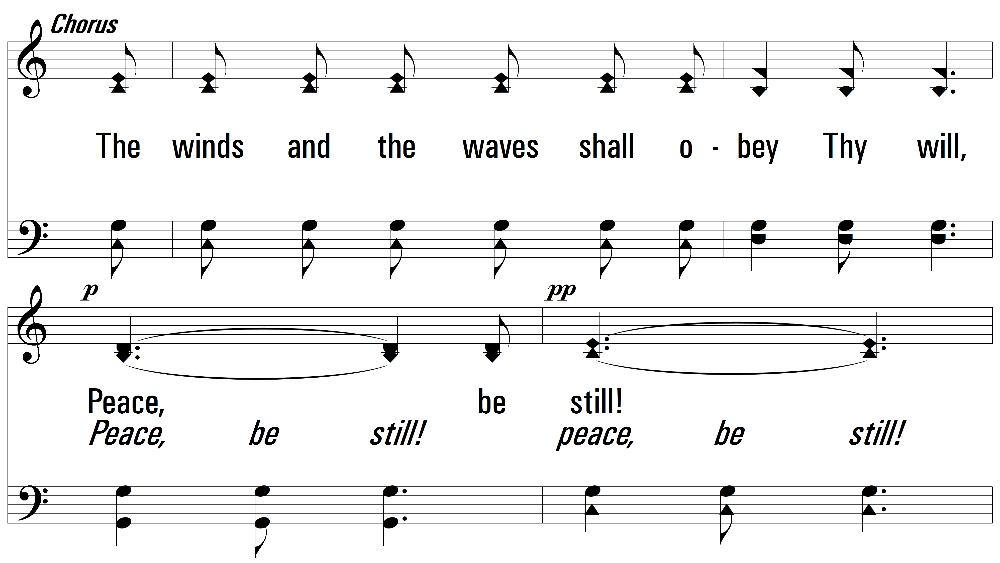 Chorus
The winds and the waves shall o - bey Thy will,
p pp
Peace, be still!
Peace, be still! peace, be still!